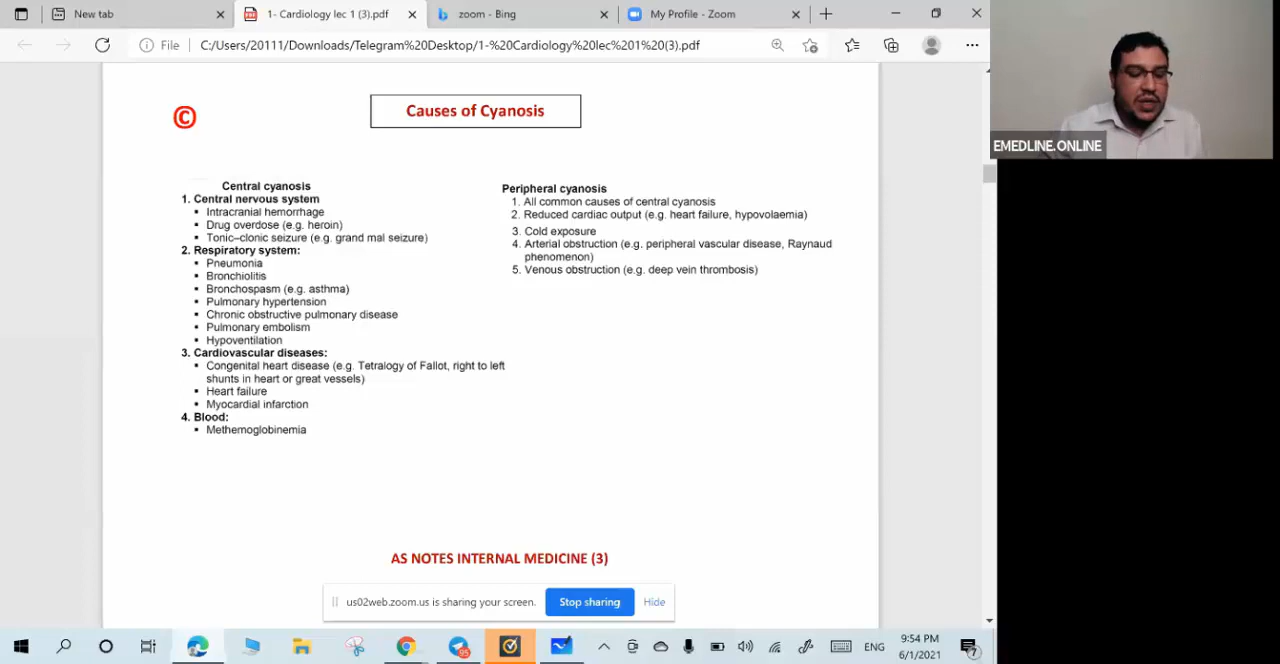 New tab
1- Cardiology lec 1 (3).pdf
zoom - Bing
My Profile - Zoom
File
C:/Users/20111/Downloads/Telegram%20Desktop/1-%20Cardiology%20lec%201%20(3).pdf
EMEDLINE.ONLINE
©
Causes of Cyanosis
Central cyanosis
1. Central nervous system
▪ Intracranial hemorrhage
▪ Drug overdose (e.g. heroin)
▪ Tonic–clonic seizure (e.g. grand mal seizure)
2. Respiratory system:
▪ Pneumonia
▪ Bronchiolitis
▪ Bronchospasm (e.g. asthma)
▪ Pulmonary hypertension
▪ Chronic obstructive pulmonary disease
▪ Pulmonary embolism
▪ Hypoventilation
3. Cardiovascular diseases:
▪ Congenital heart disease (e.g. Tetralogy of Fallot, right to left
shunts in heart or great vessels)
▪ Heart failure
▪ Myocardial infarction
4. Blood:
▪ Methemoglobinemia
Peripheral cyanosis
1. All common causes of central cyanosis
2. Reduced cardiac output (e.g. heart failure, hypovolaemia)
3. Cold exposure
4. Arterial obstruction (e.g. peripheral vascular disease, Raynaud
phenomenon)
5. Venous obstruction (e.g. deep vein thrombosis)
AS NOTES INTERNAL MEDICINE (3)
us02web.zoom.us is sharing your screen.
Stop sharing
Hide
ENG
9:54 PM
6/1/2021
7